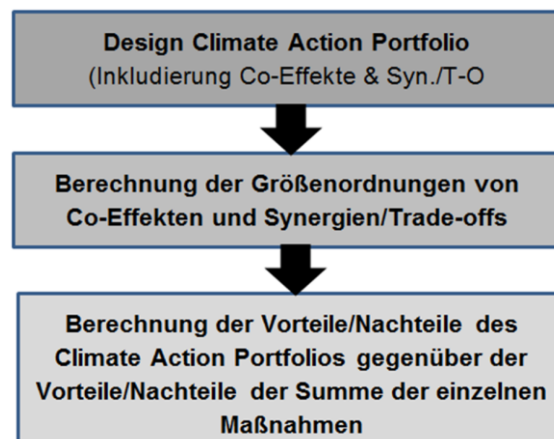 Design Climate Action Portfolio
(Inkludierung Co-Effekte & Syn./T-O
Berechnung der Größenordnungen von
Co-Effekten und Synergien/Trade-offs
Berechnung der Vorteile/Nachteile des
Climate Action Portfolios gegenüber der
Vorteile/Nachteile der Summe der einzelnen
Maßnahmen